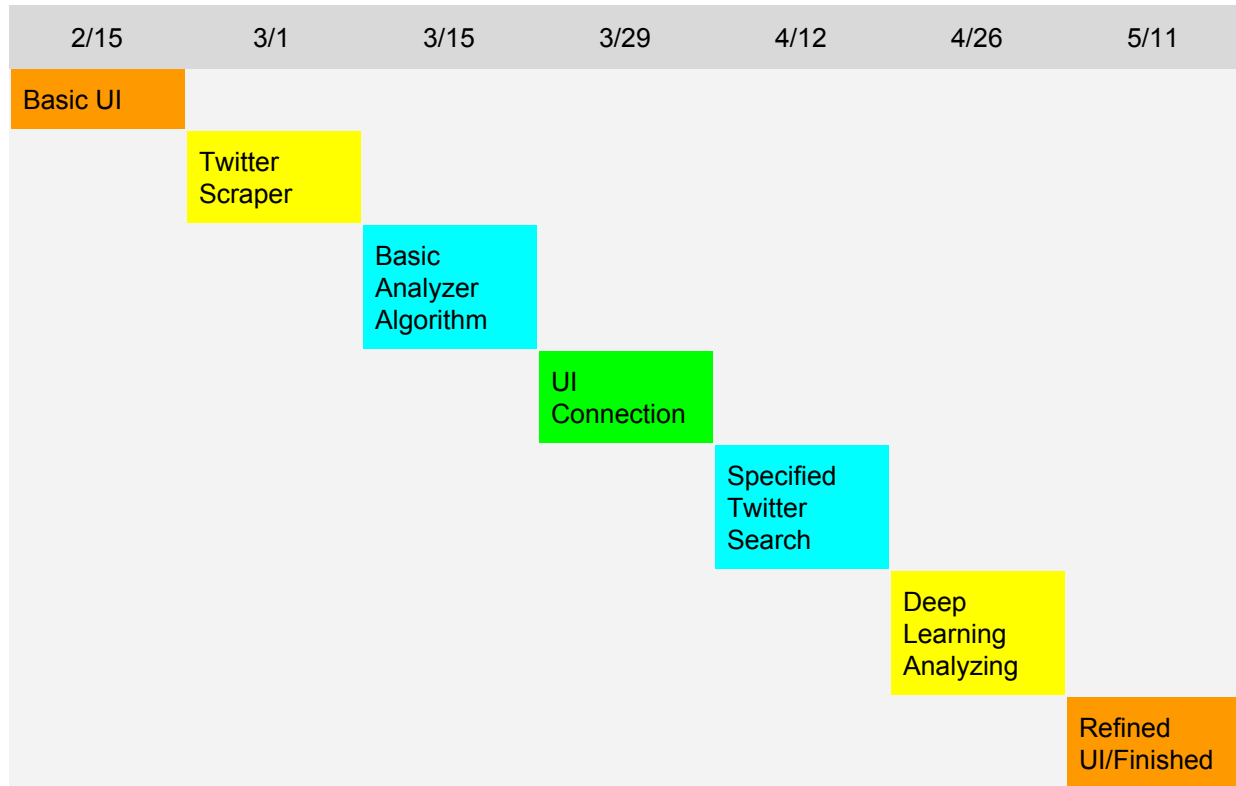 2/15 3/1 3/15 3/29 4/12 4/26 5/11
Basic UI
Twitter
Scraper
Basic
Analyzer
Algorithm
UI
Connection
Specified
Twitter
Search
Deep
Learning
Analyzing
Refined
UI/Finished